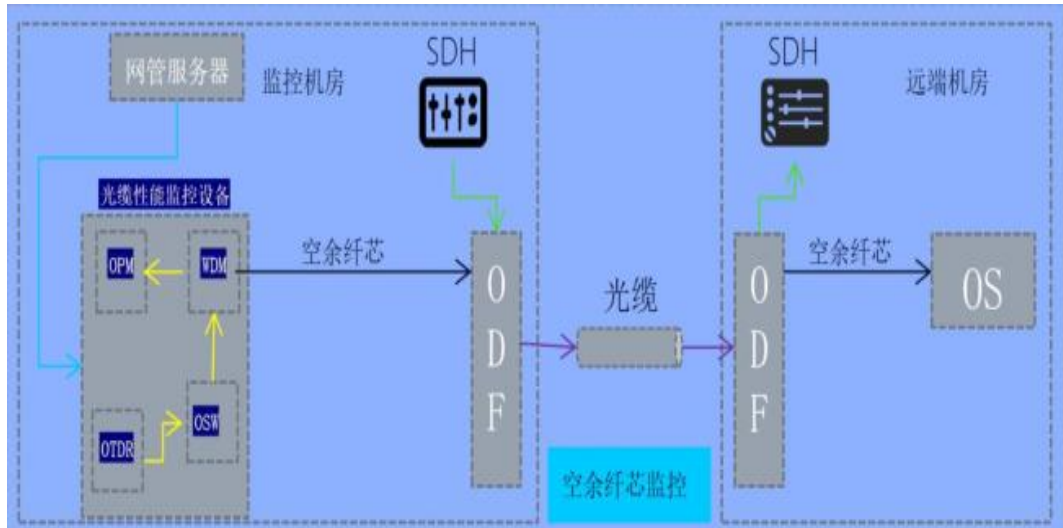 网管服务器
监控机房
SDH
SDH
远端机房
光缆性能监控设备
OPM
WDM
空余纤芯
O
D
F
光缆
O
D
F
空余纤芯
OS
OTDR
OSW
空余纤芯监控